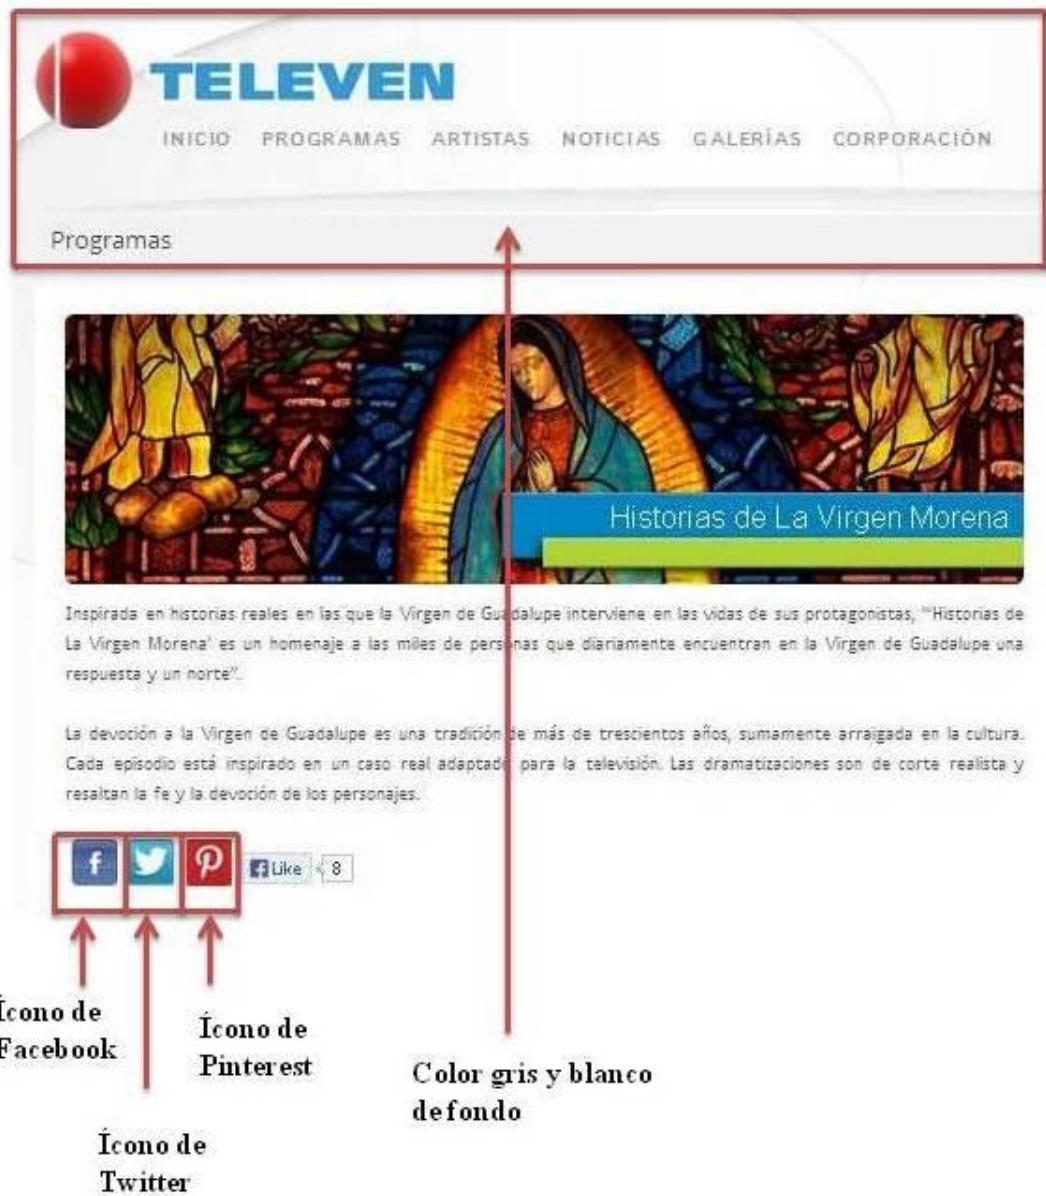 TELEVEN
INICIO PROGRAMAS ARTISTAS NOTICIAS GALERÍAS CORPORACIÓN
Programas
Historias de La Virgen Morena
Inspirada en historias reales en las que la Virgen de Guadalupe interviene en las vidas de sus protagonistas, "'Historias de
La Virgen Morena' es un homenaje a las miles de personas que diariamente encuentran en la Virgen de Guadalupe una
respuesta y un norte".
La devoción a la Virgen de Guadalupe es una tradición de más de trescientos años, sumamente arraigada en la cultura.
Cada episodio está inspirado en un caso real adaptado para la televisión. Las dramatizaciones son de corte realista y
resaltan la fe y la devoción de los personajes.
Like 8
Ícono de
Facebook
Ícono de
Twitter
Ícono de
Pinterest
Color gris y blanco
de fondo